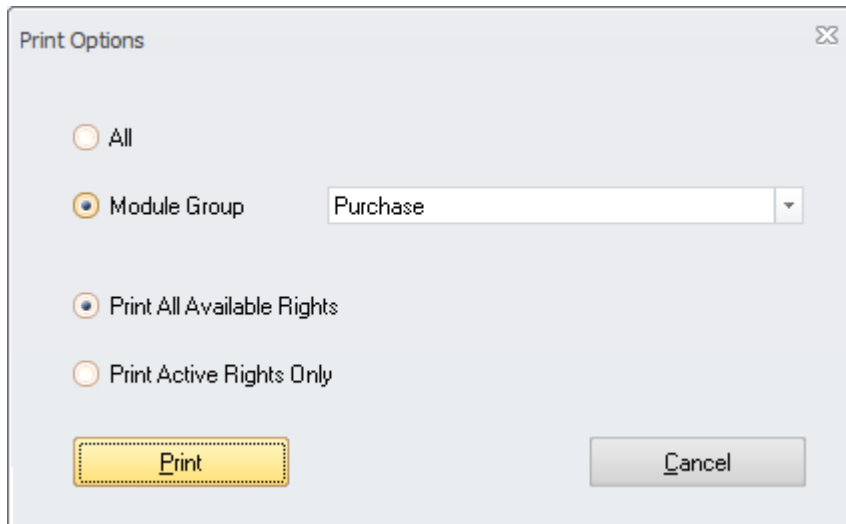 Print Options
All
Module Group Purchase
Print All Available Rights
Print Active Rights Only
Print Cancel